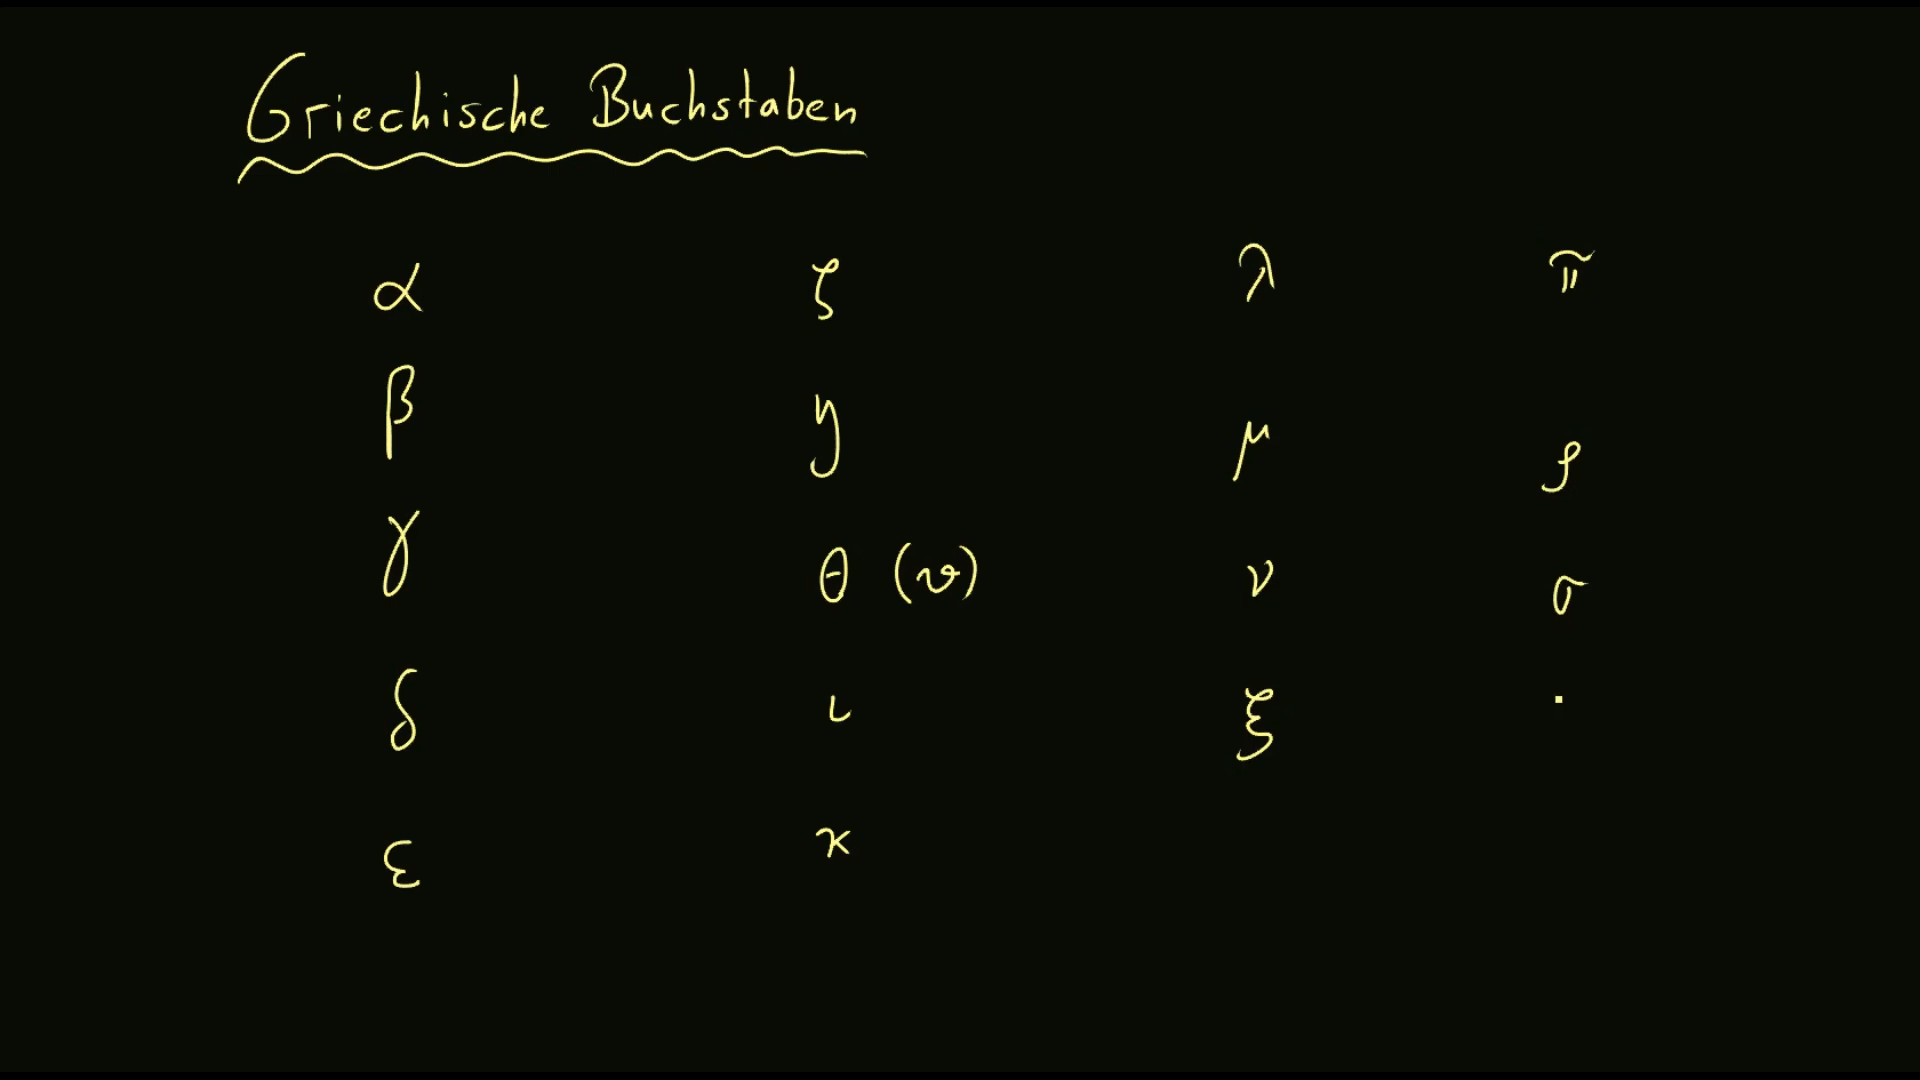 Griechische Buchstaben
α ζ λ π
β η μ ρ
γ θ (ϑ) ν σ
δ ι ξ
ε κ